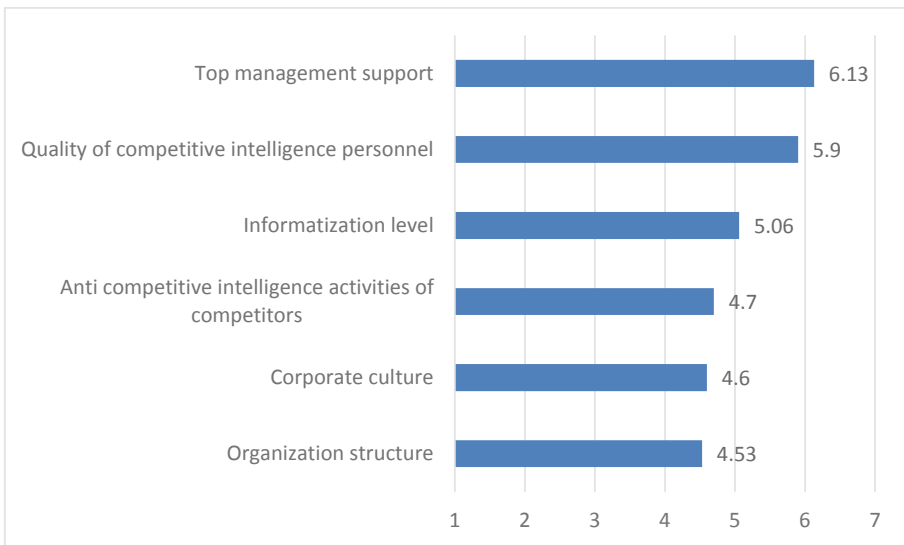 Top management support
6.13
Quality of competitive intelligence personnel
5.9
Informatization level
5.06
Anti competitive intelligence activities of
competitors
4.7
Corporate culture
4.6
Organization structure
4.53
1 2 3 4 5 6 7